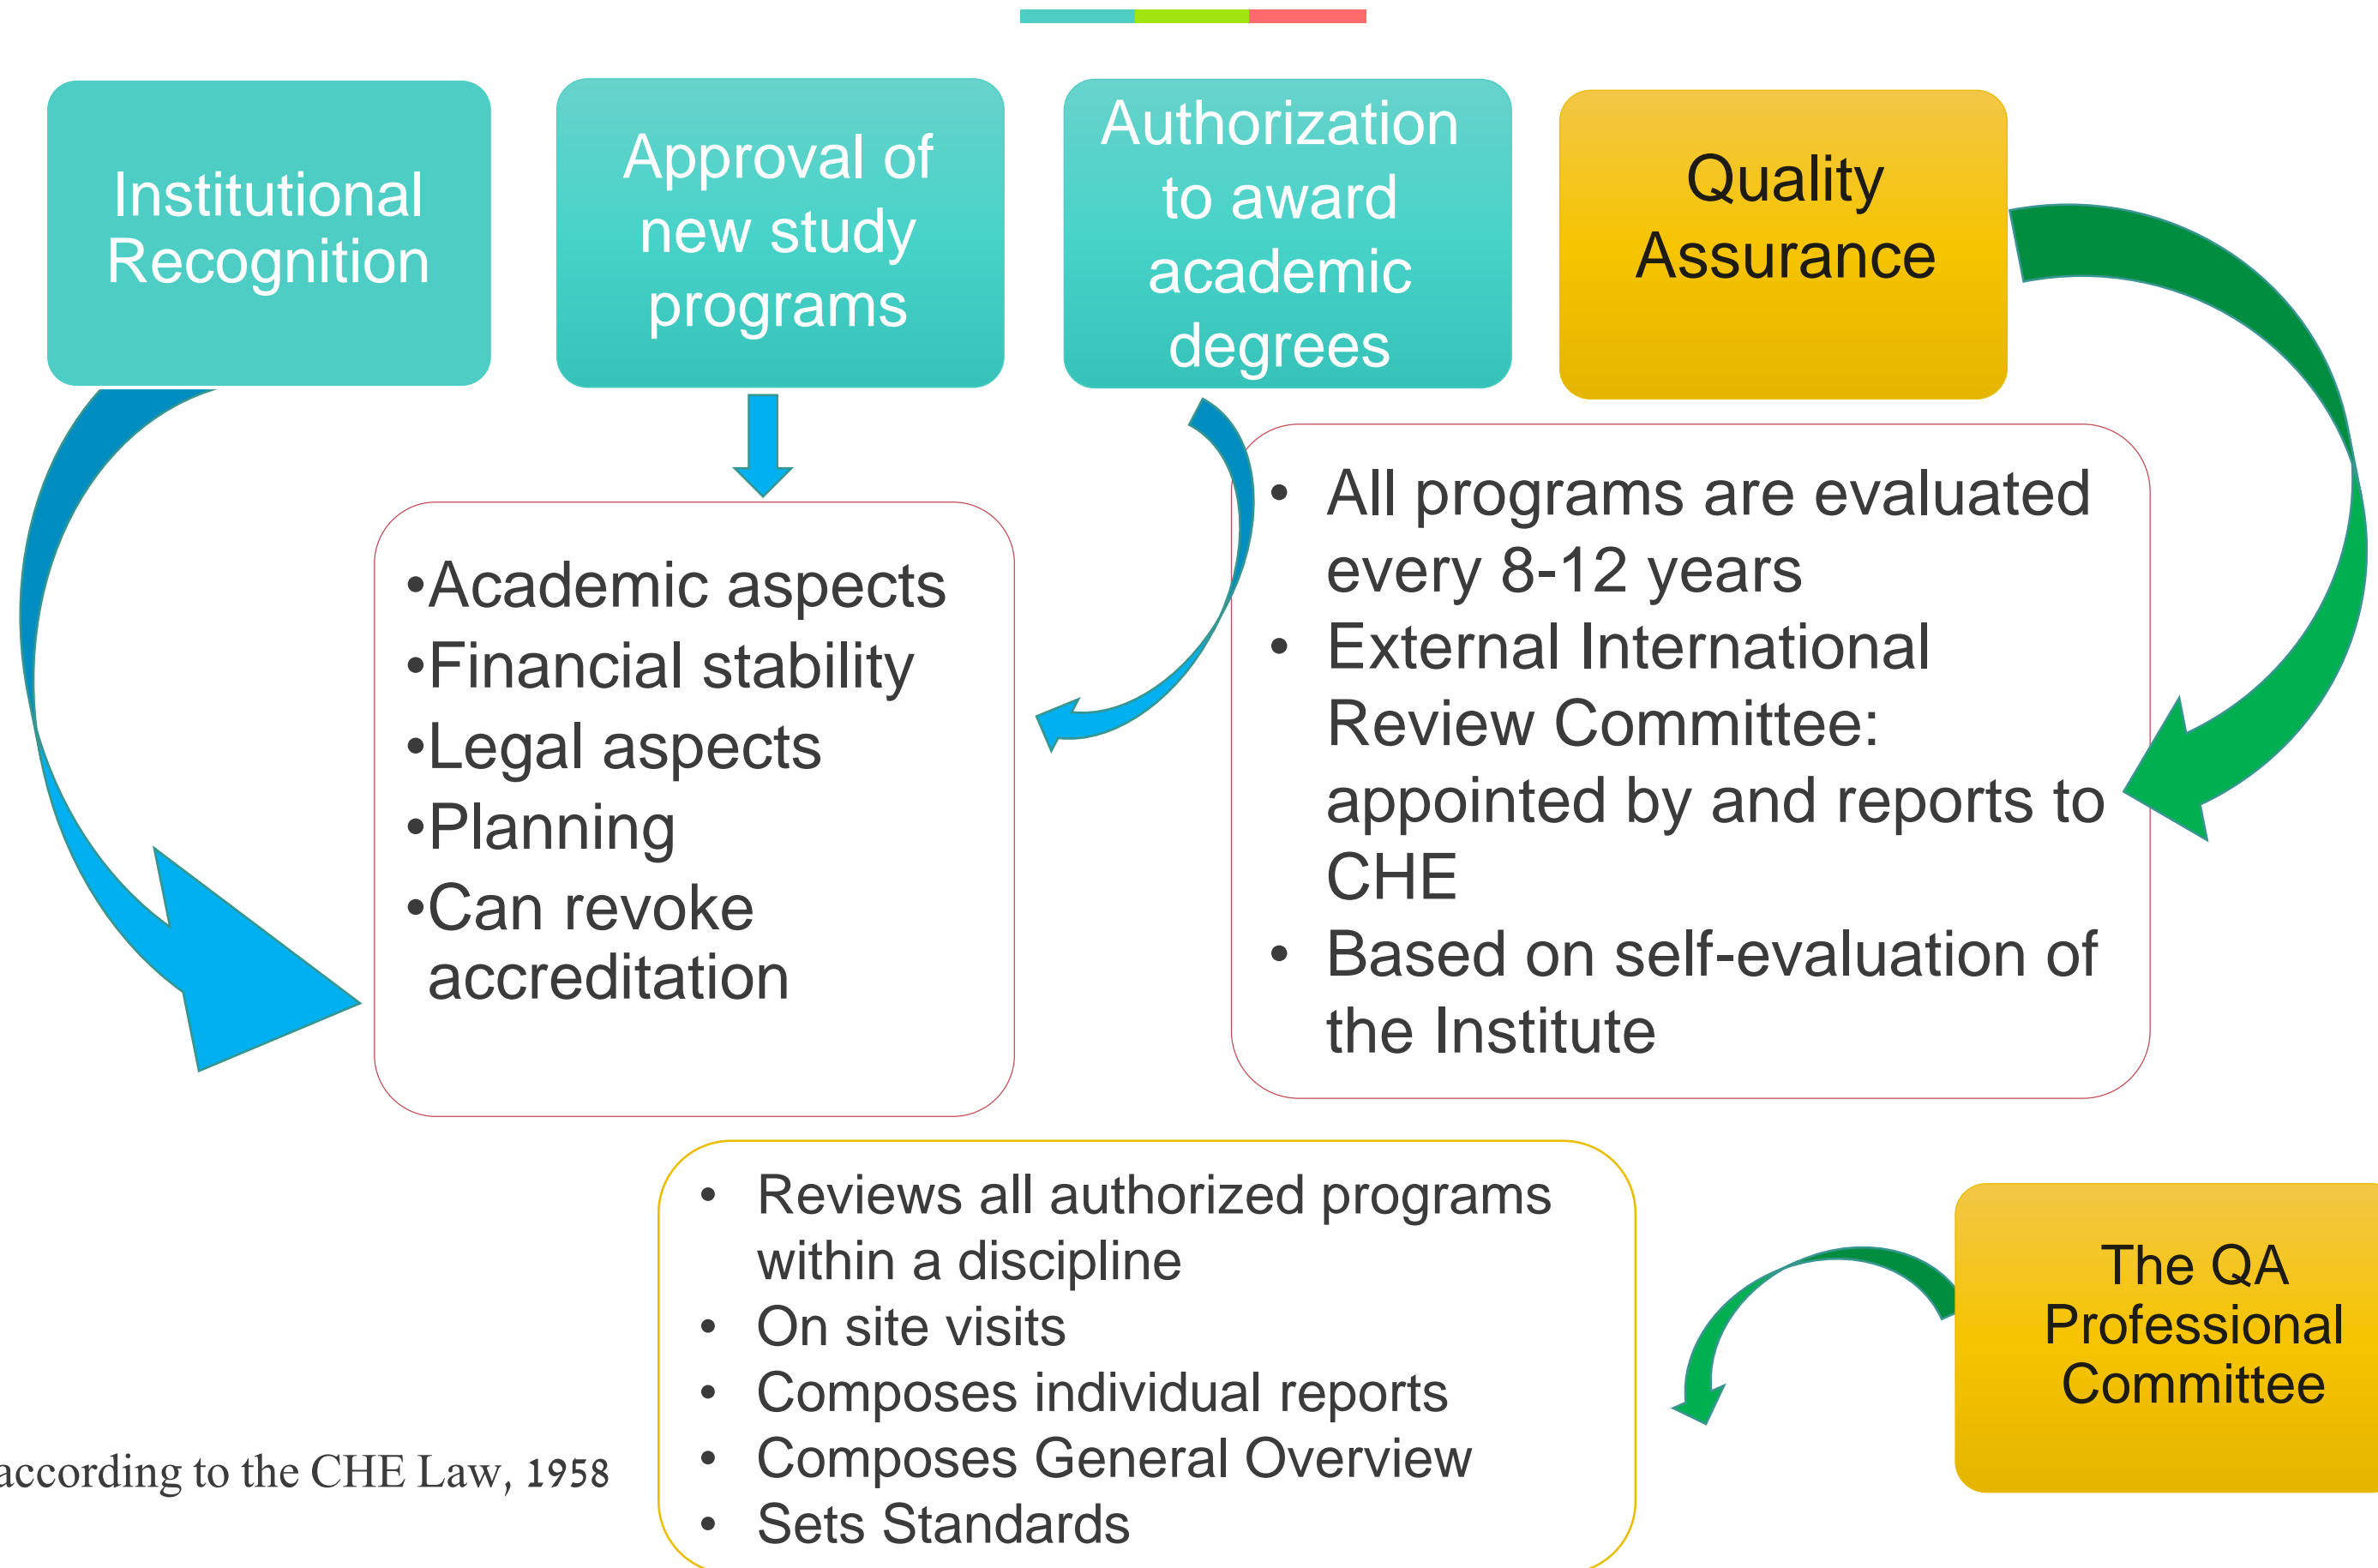 Institutional
Recognition
Approval of
new study
programs
Authorization
to award
academic
degrees
Quality
Assurance
•Academic aspects
•Financial stability
•Legal aspects
•Planning
•Can revoke
accreditation
• All programs are evaluated
every 8-12 years
• External International
Review Committee:
appointed by and reports to
CHE
• Based on self-evaluation of
the Institute
• Reviews all authorized programs
within a discipline
• On site visits
• Composes individual reports
• Composes General Overview
• Sets Standards
The QA
Professional
Committee
according to the CHE Law, 1958